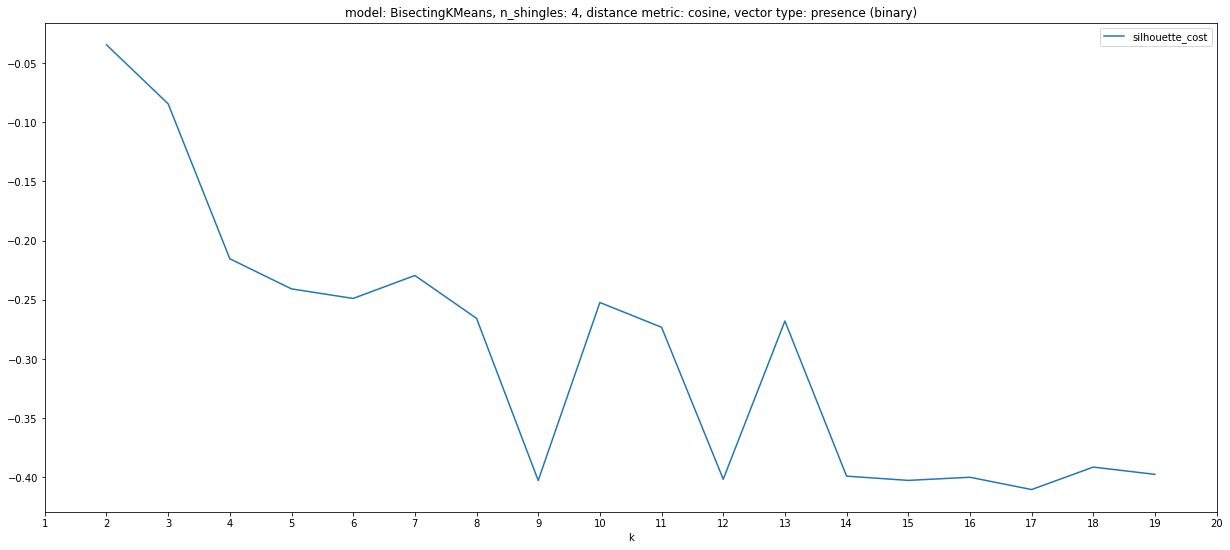 model: BisectingKMeans, n_shingles: 4, distance metric: cosine, vector type: presence (binary)
silhouette_cost
−0.05
−0.10
−0.15
−0.20
−0.25
−0.30
−0.35
−0.40
1 2 3 4 5 6 7 8 9 10 11 12 13 14 15 16 17 18 19 20
k